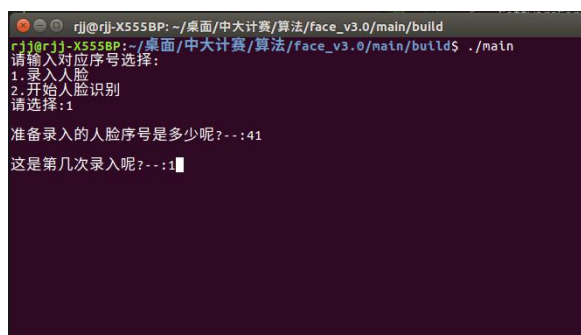 rjj@rjj-X555BP: ~/桌面/中大计赛/算法/face_v3.0/main/build
rjj@rjj-X555BP:~/桌面/中大计赛/算法/face_v3.0/main/build$ ./main
请输入对应序号选择:
1.录入人脸
2.开始人脸识别
请选择:1
准备录入的人脸序号是多少呢?--:41
这是第几次录入呢?--:1